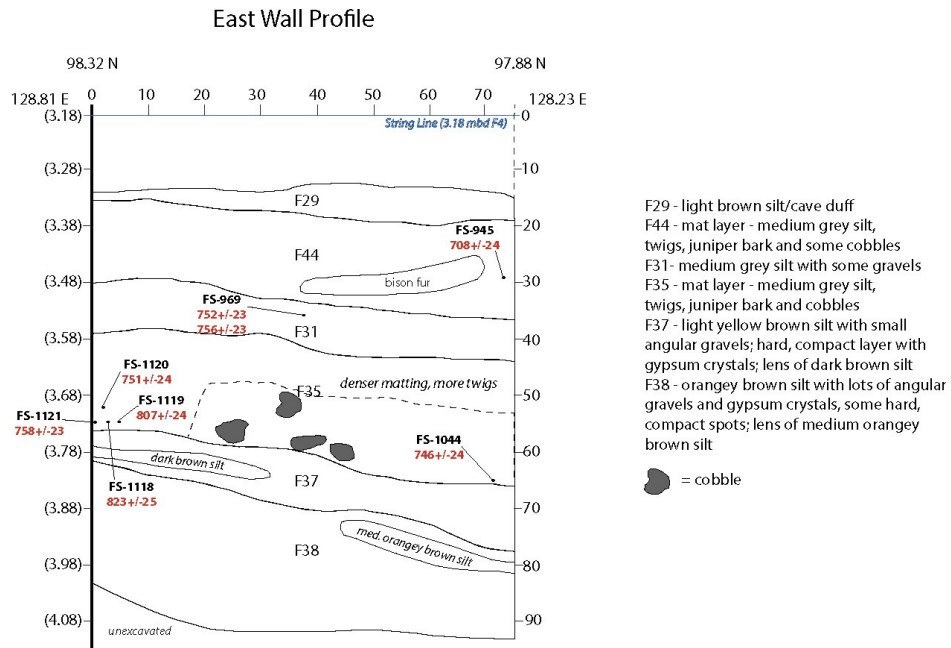 East Wall Profile
98.32 N
97.88 N
128.81 E
0 10 20 30 40 50 60 70
128.23 E
(3.18)
0
String Line (3.18 mbd F4)
(3.28)
10
F29
(3.38)
20
FS-945
708+/-24
F44
(3.48)
30
bison fur
FS-969
752+/-23
756+/-23
F31
40
(3.58)
FS-1120
751+/-24
denser matting, more twigs
F35
(3.68)
50
FS-1119
807+/-24
FS-1121
758+/-23
FS-1044
746+/-24
(3.78)
60
dark brown silt
FS-1118
823+/-25
F37
(3.88)
70
med. orangey brown silt
F38
(3.98)
80
(4.08)
90
unexcavated
F29 - light brown silt/cave duff
F44 - mat layer - medium grey silt,
twigs, juniper bark and some cobbles
F31- medium grey silt with some gravels
F35 - mat layer - medium grey silt,
twigs, juniper bark and cobbles
F37 - light yellow brown silt with small
angular gravels; hard, compact layer with
gypsum crystals; lens of dark brown silt
F38 - orangey brown silt with lots of angular
gravels and gypsum crystals, some hard,
compact spots; lens of medium orangey
brown silt
= cobble